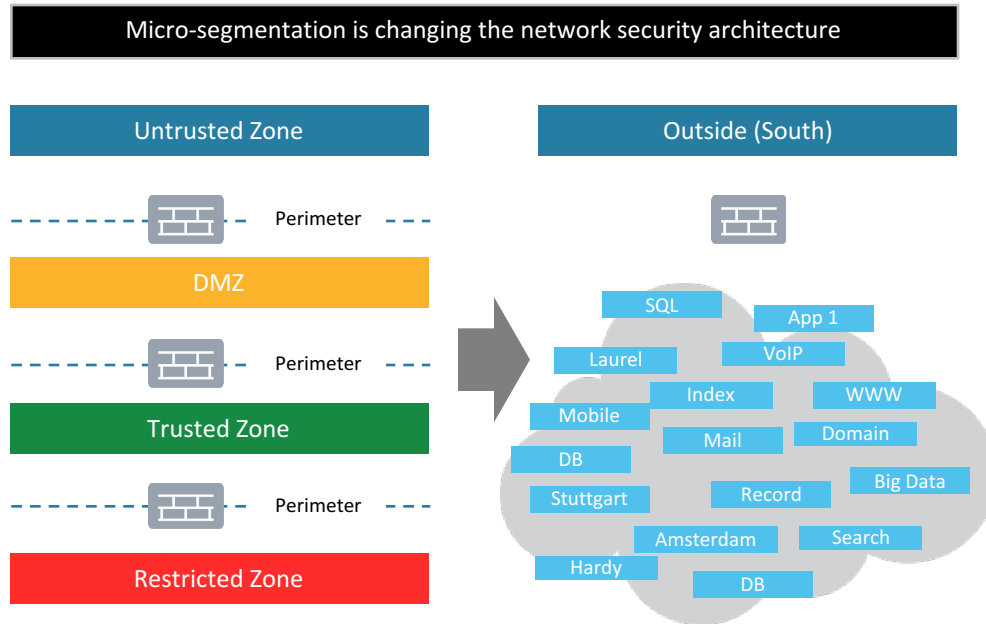 Micro-segmentation is changing the network security architecture
Untrusted Zone
Perimeter
DMZ
Perimeter
Trusted Zone
Perimeter
Restricted Zone
Outside (South)
SQL
App 1
Laurel
VoIP
Index
WWW
Mobile
Mail
Domain
DB
Big Data
Stuttgart
Record
Amsterdam
Search
Hardy
DB